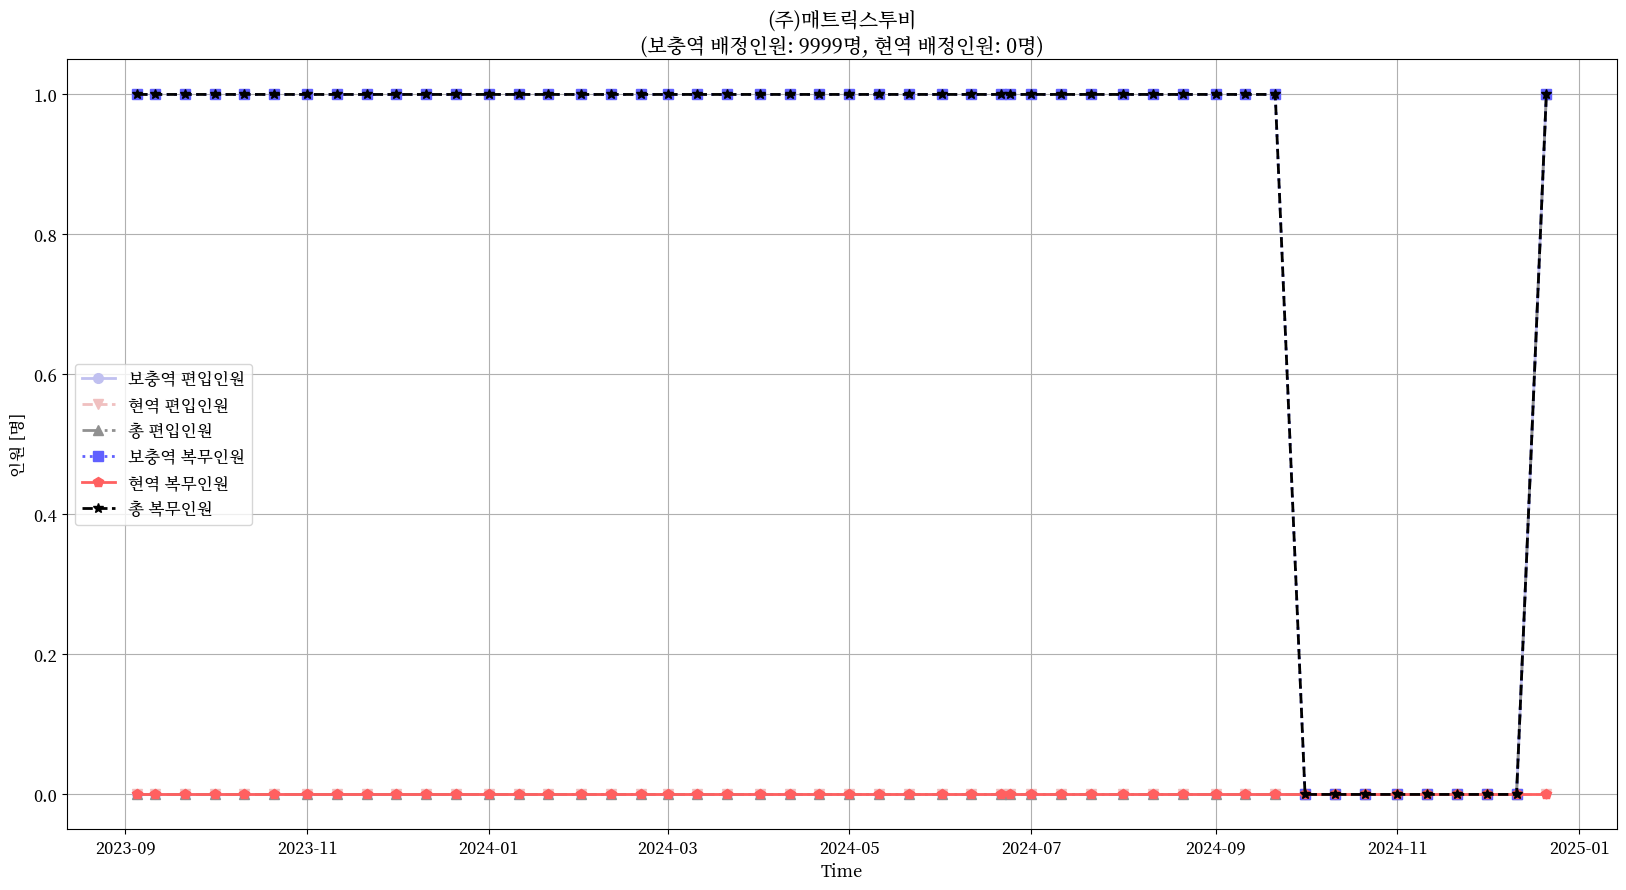 (주)매트릭스투비
(보충역 배정인원: 9999명, 현역 배정인원: 0명)
1.0
0.8
0.6
0.4
0.2
0.0
인원 [명]
보충역 편입인원
현역 편입인원
총 편입인원
보충역 복무인원
현역 복무인원
총 복무인원
2023-09
2023-11
2024-01
2024-03
2024-05
2024-07
2024-09
2024-11
2025-01
Time